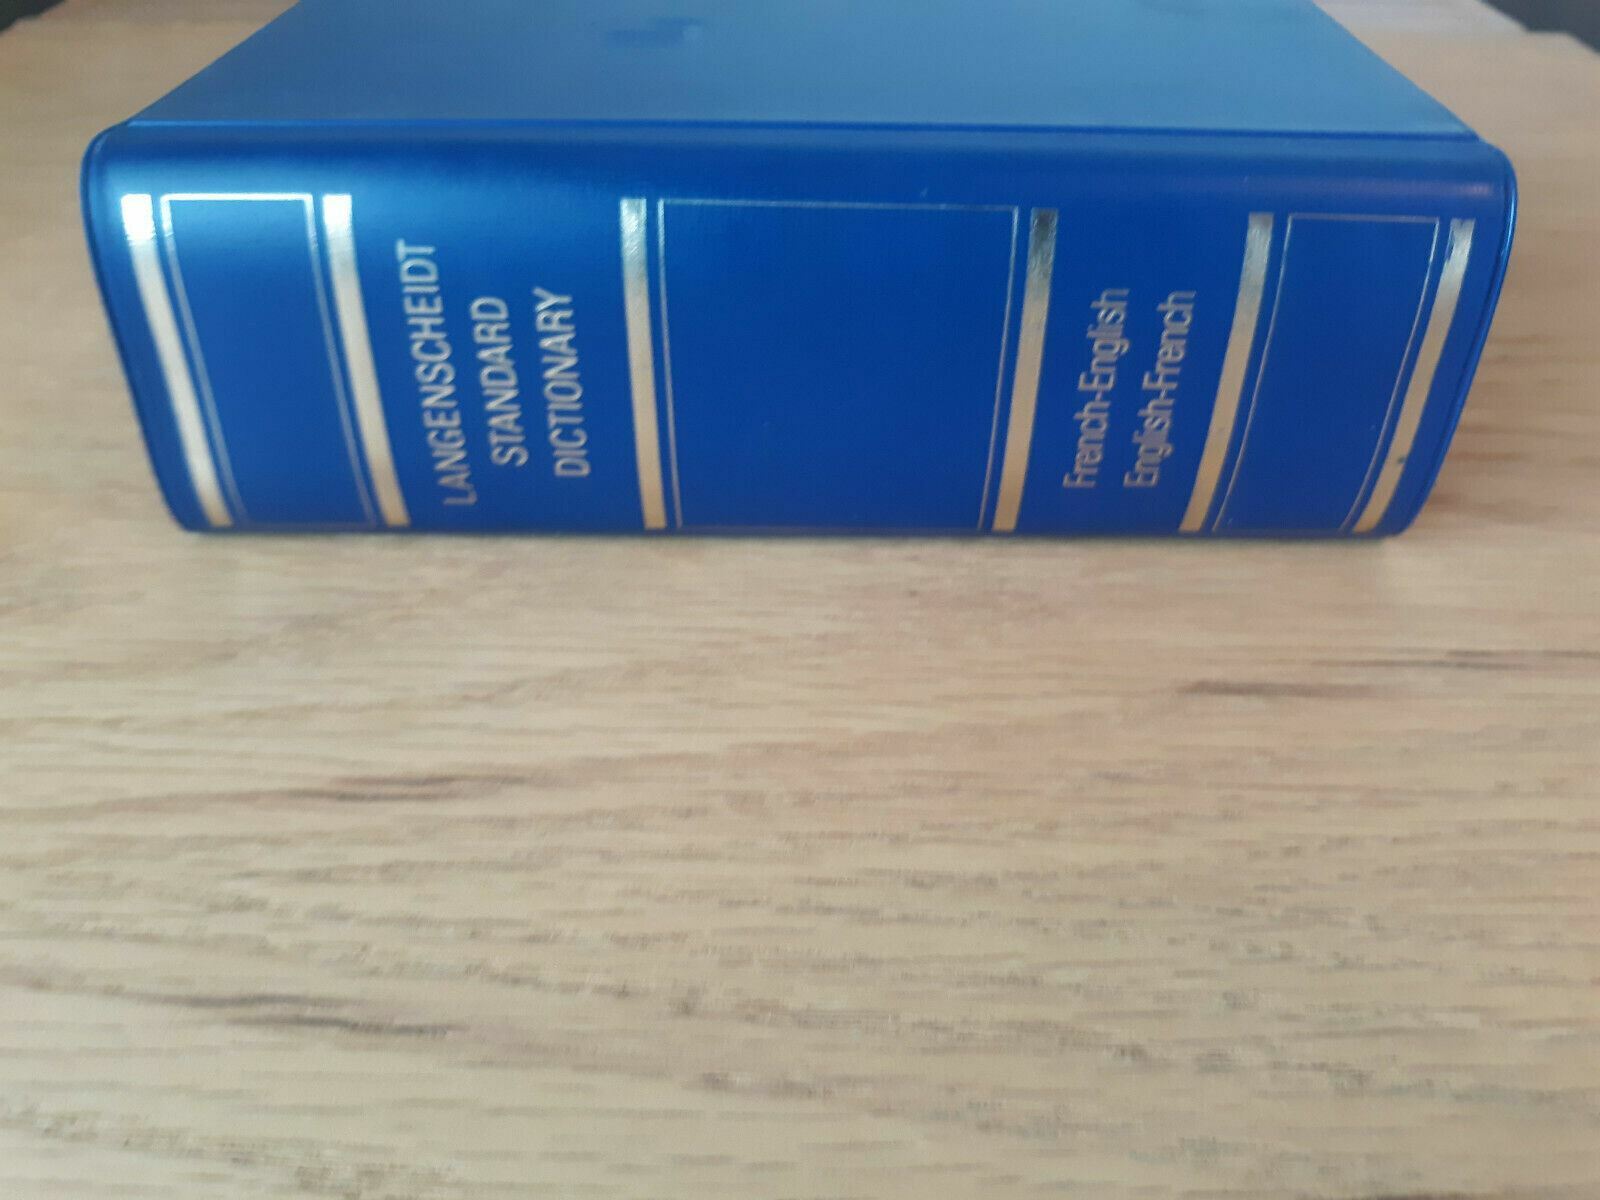 LANGENSCHEIDT
STANDARD
DICTIONARY
French-English
English-French